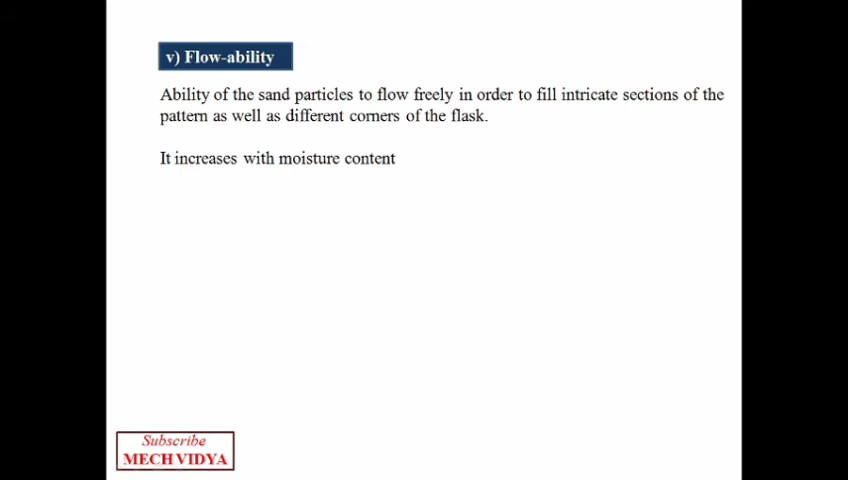 v) Flow-ability
Ability of the sand particles to flow freely in order to fill intricate sections of the
pattern as well as different corners of the flask.
It increases with moisture content
Subscribe
MECH VIDYA